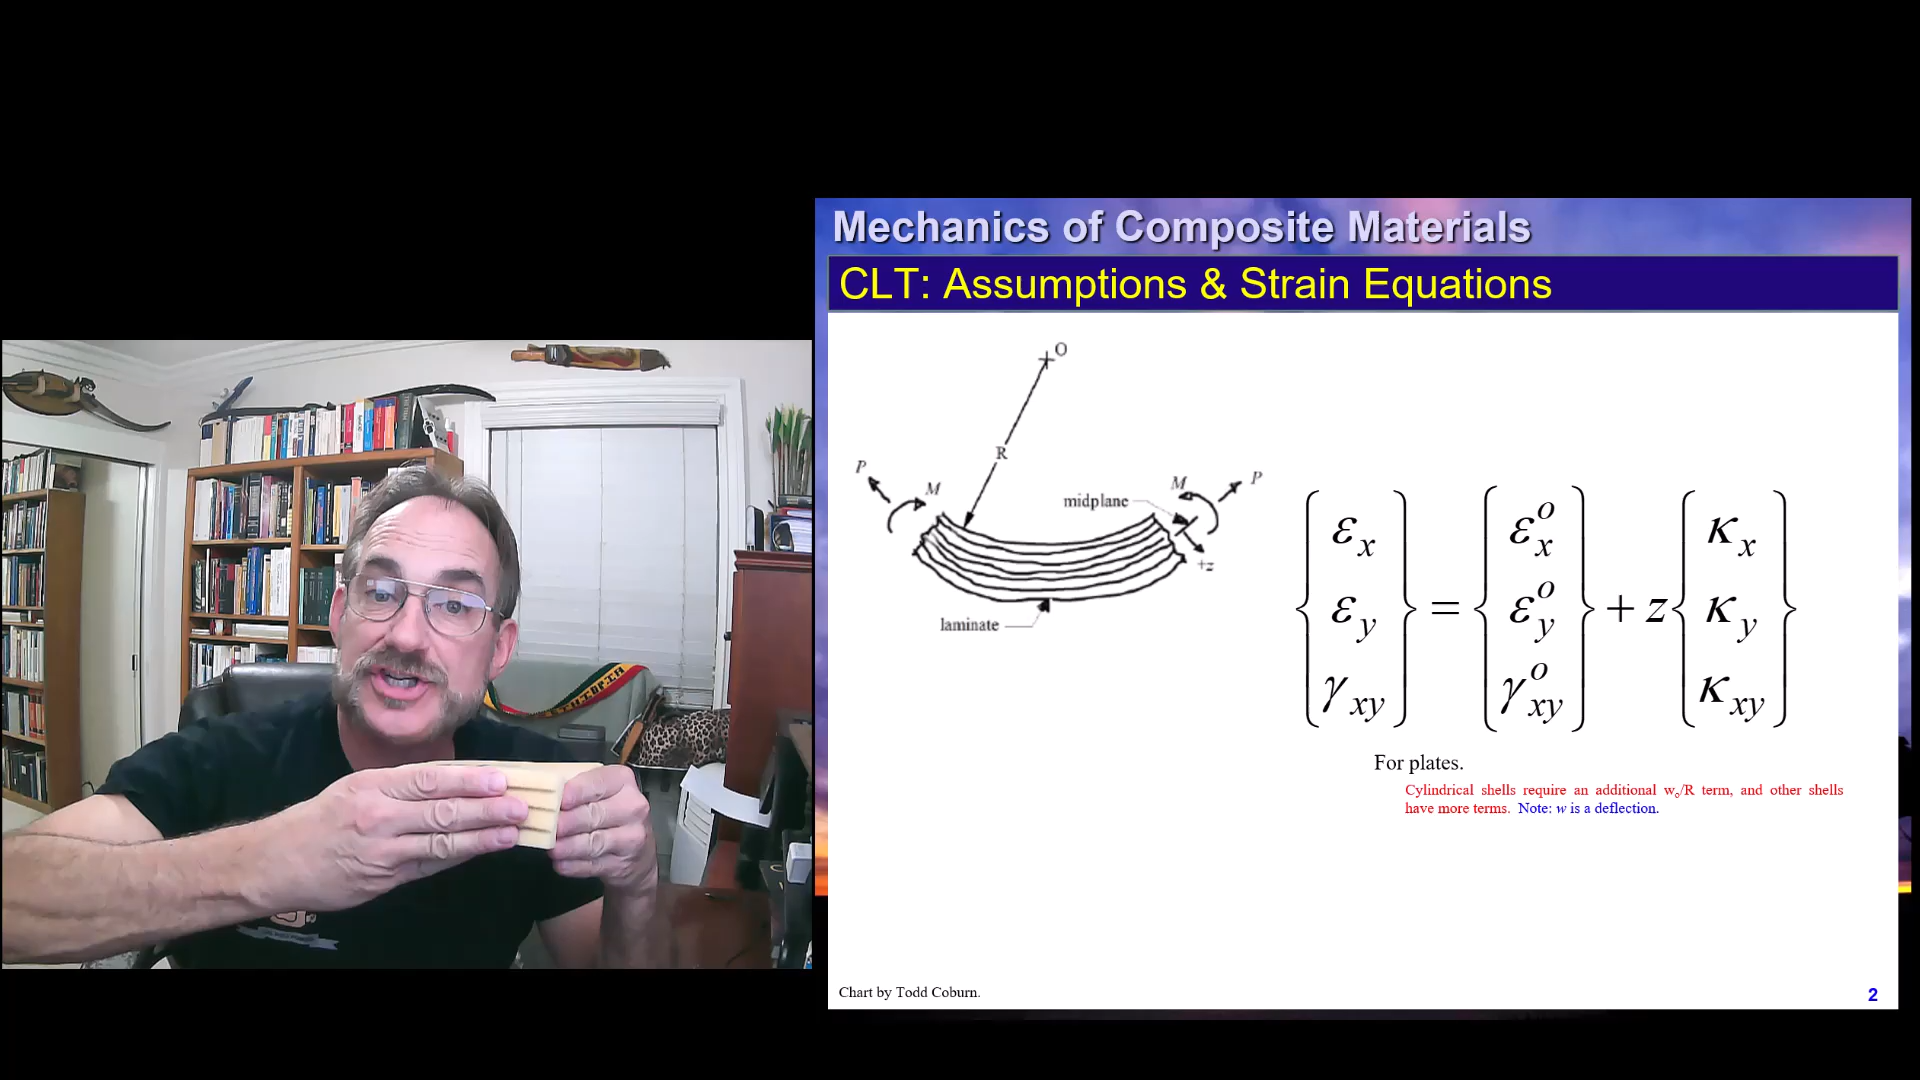 Mechanics of Composite Materials
CLT: Assumptions & Strain Equations
O
R
P
M
midplane
M
P
+z
laminate
{ε_x ε_y γ_xy} = {ε_x^o ε_y^o γ_xy^o} + z {κ_x κ_y κ_xy}
For plates.
Cylindrical shells require an additional w_o/R term, and other shells
have more terms. Note: w is a deflection.
Chart by Todd Coburn.
2